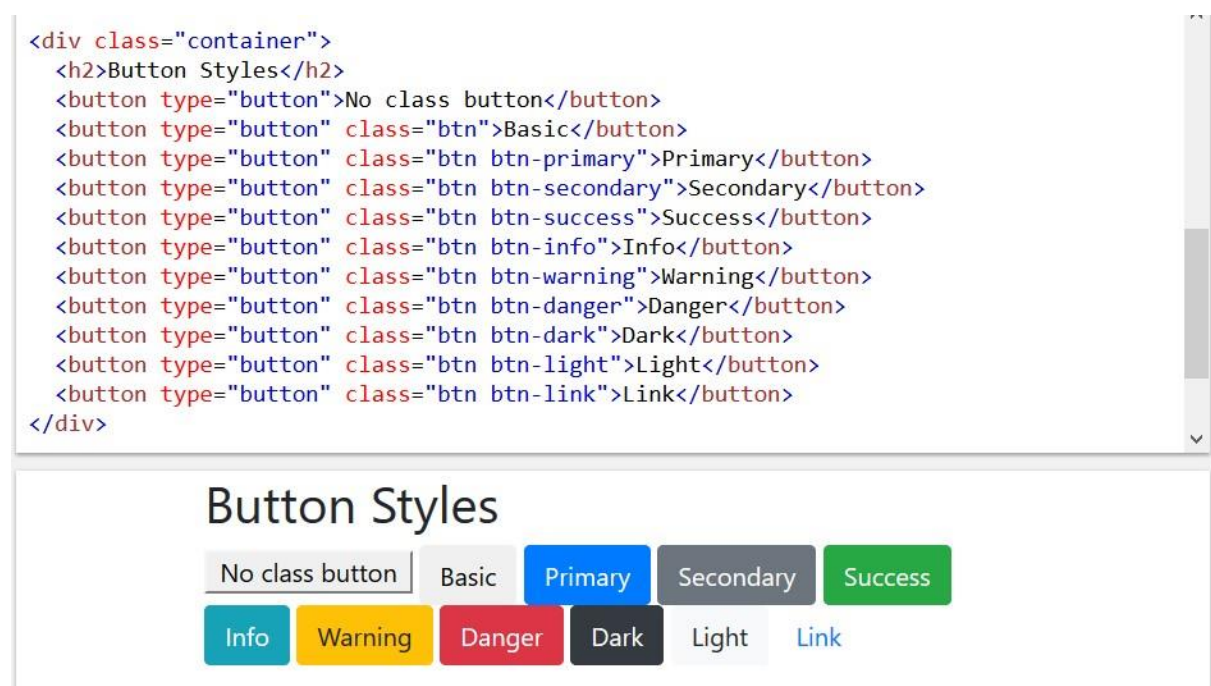 <div class="container">
  <h2>Button Styles</h2>
  <button type="button">No class button</button>
  <button type="button" class="btn">Basic</button>
  <button type="button" class="btn btn-primary">Primary</button>
  <button type="button" class="btn btn-secondary">Secondary</button>
  <button type="button" class="btn btn-success">Success</button>
  <button type="button" class="btn btn-info">Info</button>
  <button type="button" class="btn btn-warning">Warning</button>
  <button type="button" class="btn btn-danger">Danger</button>
  <button type="button" class="btn btn-dark">Dark</button>
  <button type="button" class="btn btn-light">Light</button>
  <button type="button" class="btn btn-link">Link</button>
</div>
Button Styles
No class button Basic Primary Secondary Success
Info Warning Danger Dark Light Link